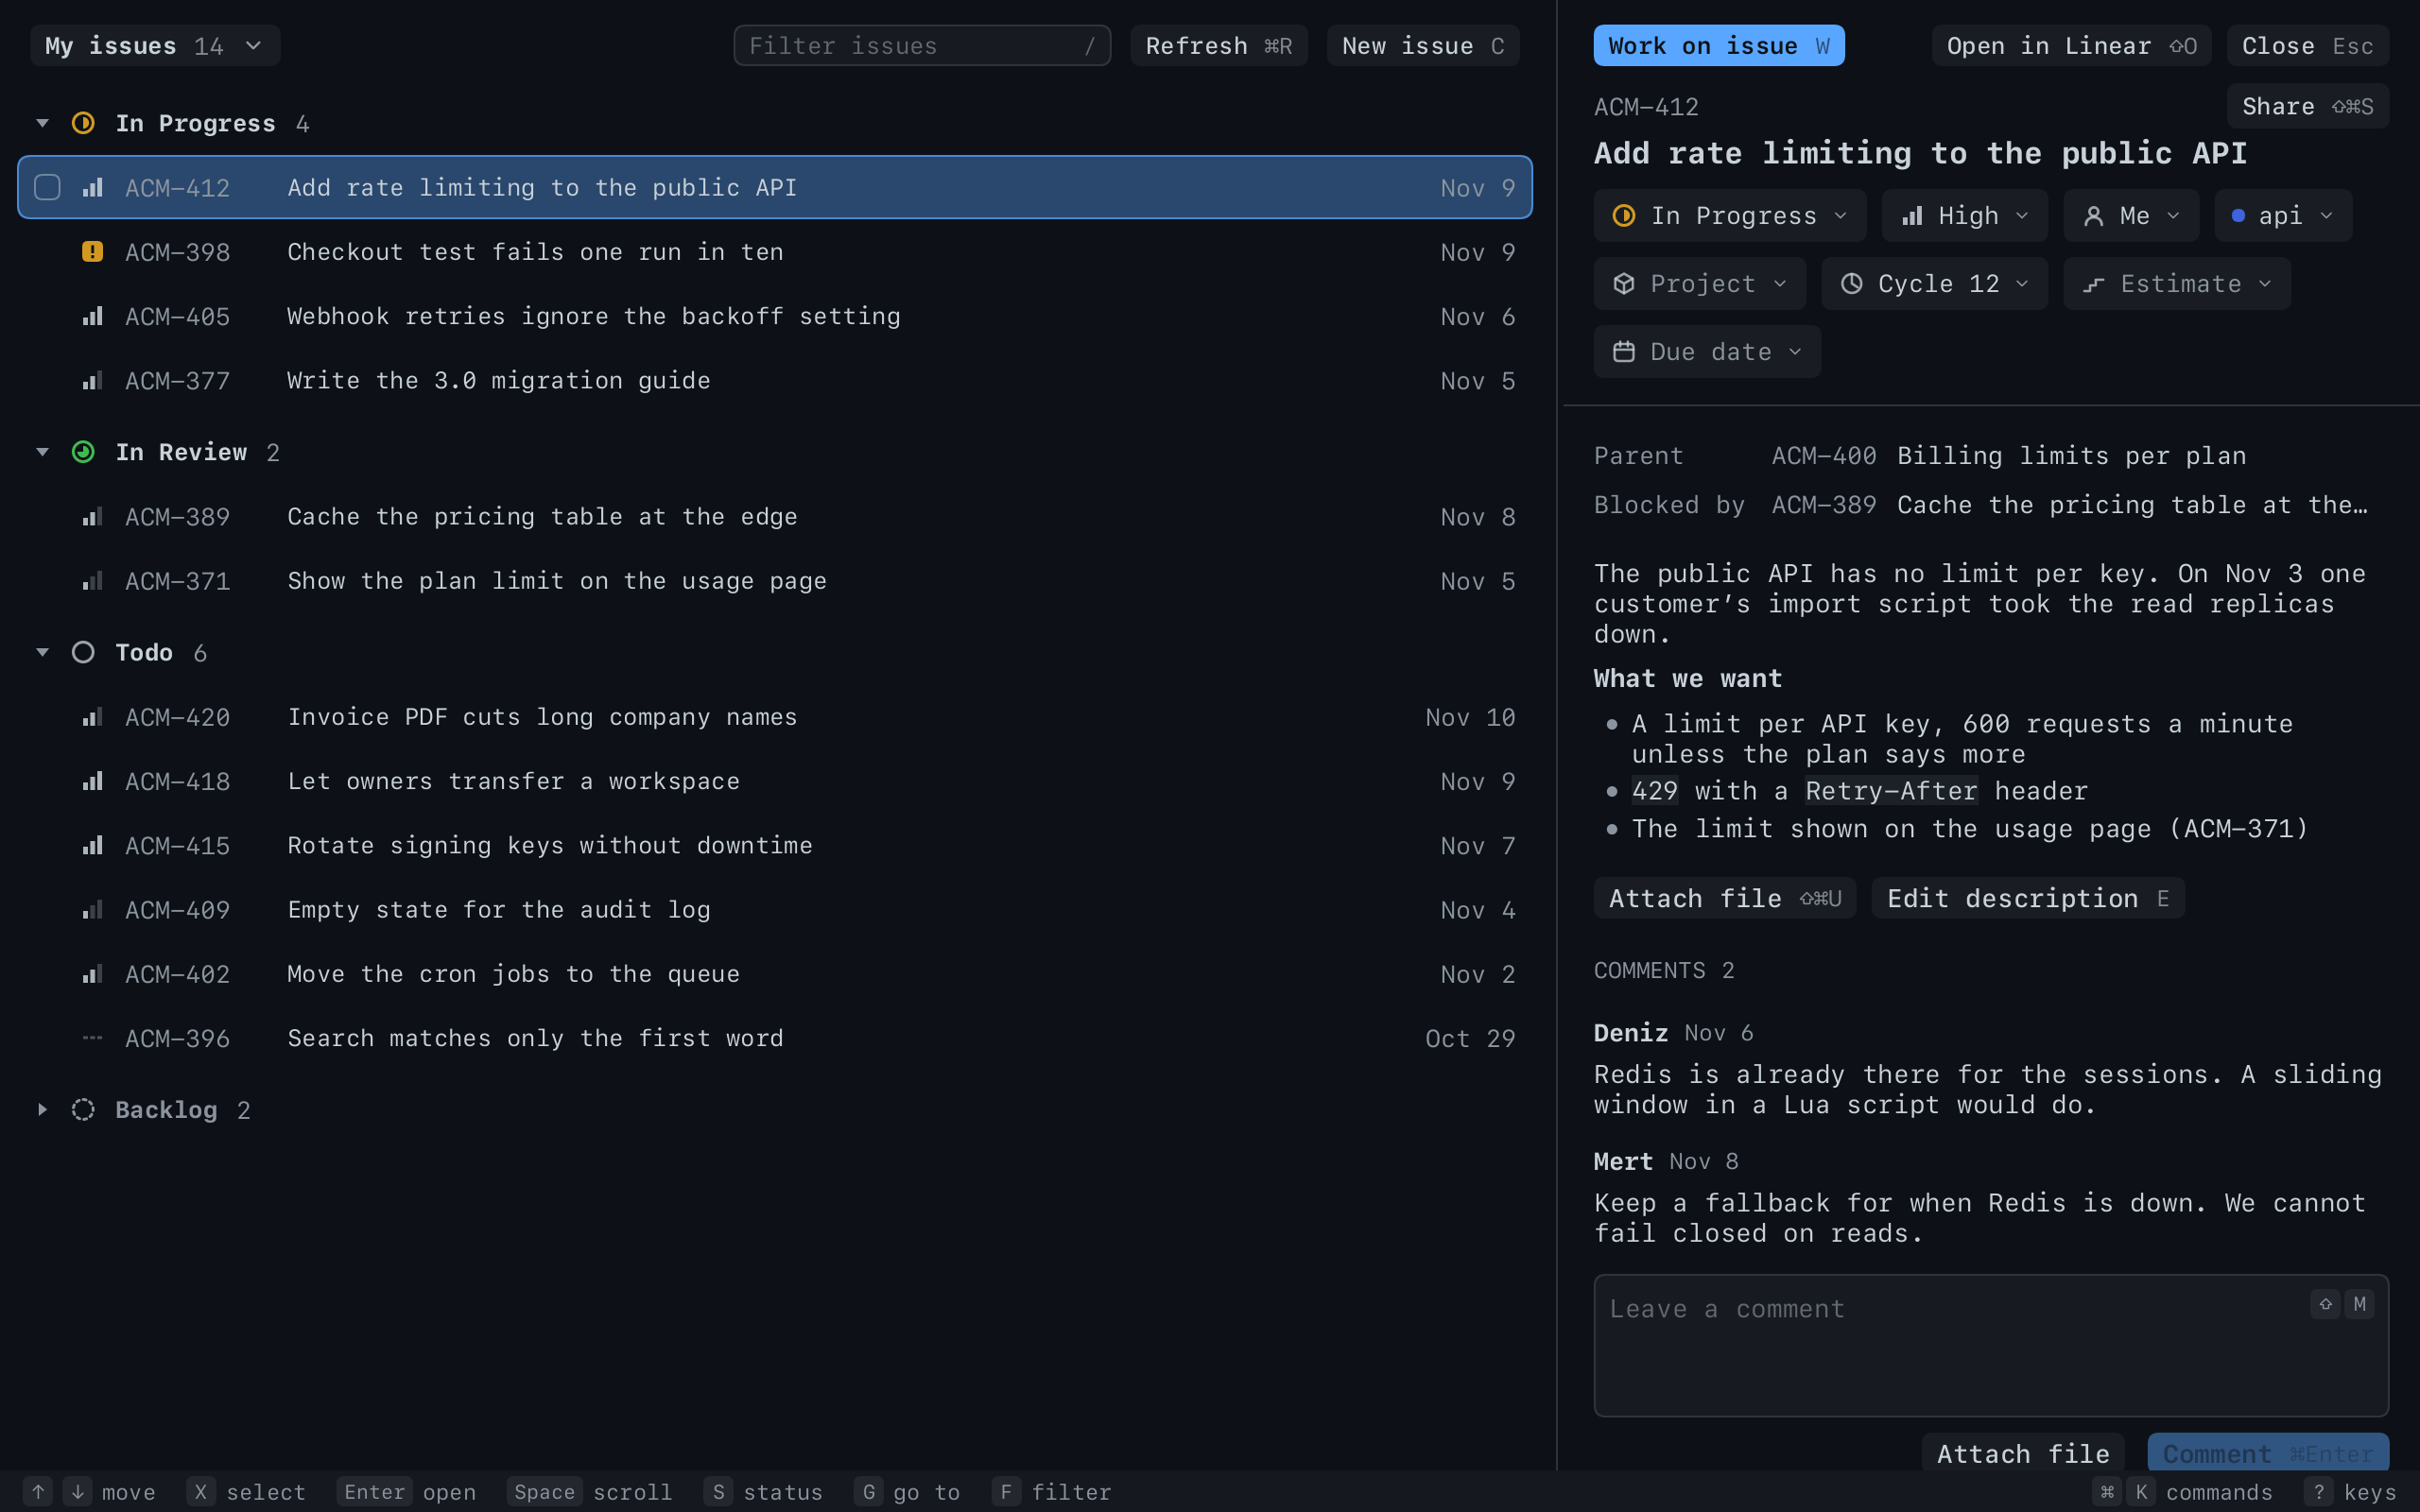 My issues 14
Filter issues /
Refresh ⌘R
New issue C
In Progress 4
ACM-412 Add rate limiting to the public API Nov 9
ACM-398 Checkout test fails one run in ten Nov 9
ACM-405 Webhook retries ignore the backoff setting Nov 6
ACM-377 Write the 3.0 migration guide Nov 5
In Review 2
ACM-389 Cache the pricing table at the edge Nov 8
ACM-371 Show the plan limit on the usage page Nov 5
Todo 6
ACM-420 Invoice PDF cuts long company names Nov 10
ACM-418 Let owners transfer a workspace Nov 9
ACM-415 Rotate signing keys without downtime Nov 7
ACM-409 Empty state for the audit log Nov 4
ACM-402 Move the cron jobs to the queue Nov 2
ACM-396 Search matches only the first word Oct 29
Backlog 2
Work on issue W
Open in Linear ⇧O
Close Esc
ACM-412
Share ⇧⌘S
Add rate limiting to the public API
In Progress High Me api
Project Cycle 12 Estimate
Due date
Parent ACM-400 Billing limits per plan
Blocked by ACM-389 Cache the pricing table at the…
The public API has no limit per key. On Nov 3 one
customer’s import script took the read replicas
down.
What we want
• A limit per API key, 600 requests a minute
unless the plan says more
• 429 with a Retry-After header
• The limit shown on the usage page (ACM-371)
Attach file ⇧⌘U
Edit description E
COMMENTS 2
Deniz Nov 6
Redis is already there for the sessions. A sliding
window in a Lua script would do.
Mert Nov 8
Keep a fallback for when Redis is down. We cannot
fail closed on reads.
Leave a comment ⇧ M
Attach file
Comment ⌘Enter
↑ ↓ move X select Enter open Space scroll S status G go to F filter
⌘ K commands ? keys